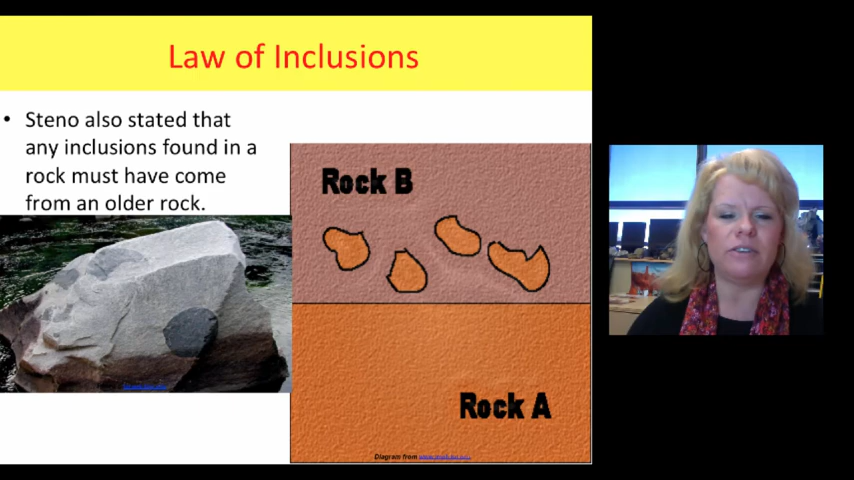 Law of Inclusions
• Steno also stated that
any inclusions found in a
rock must have come
from an older rock.
Rock B
Rock A
Diagram from